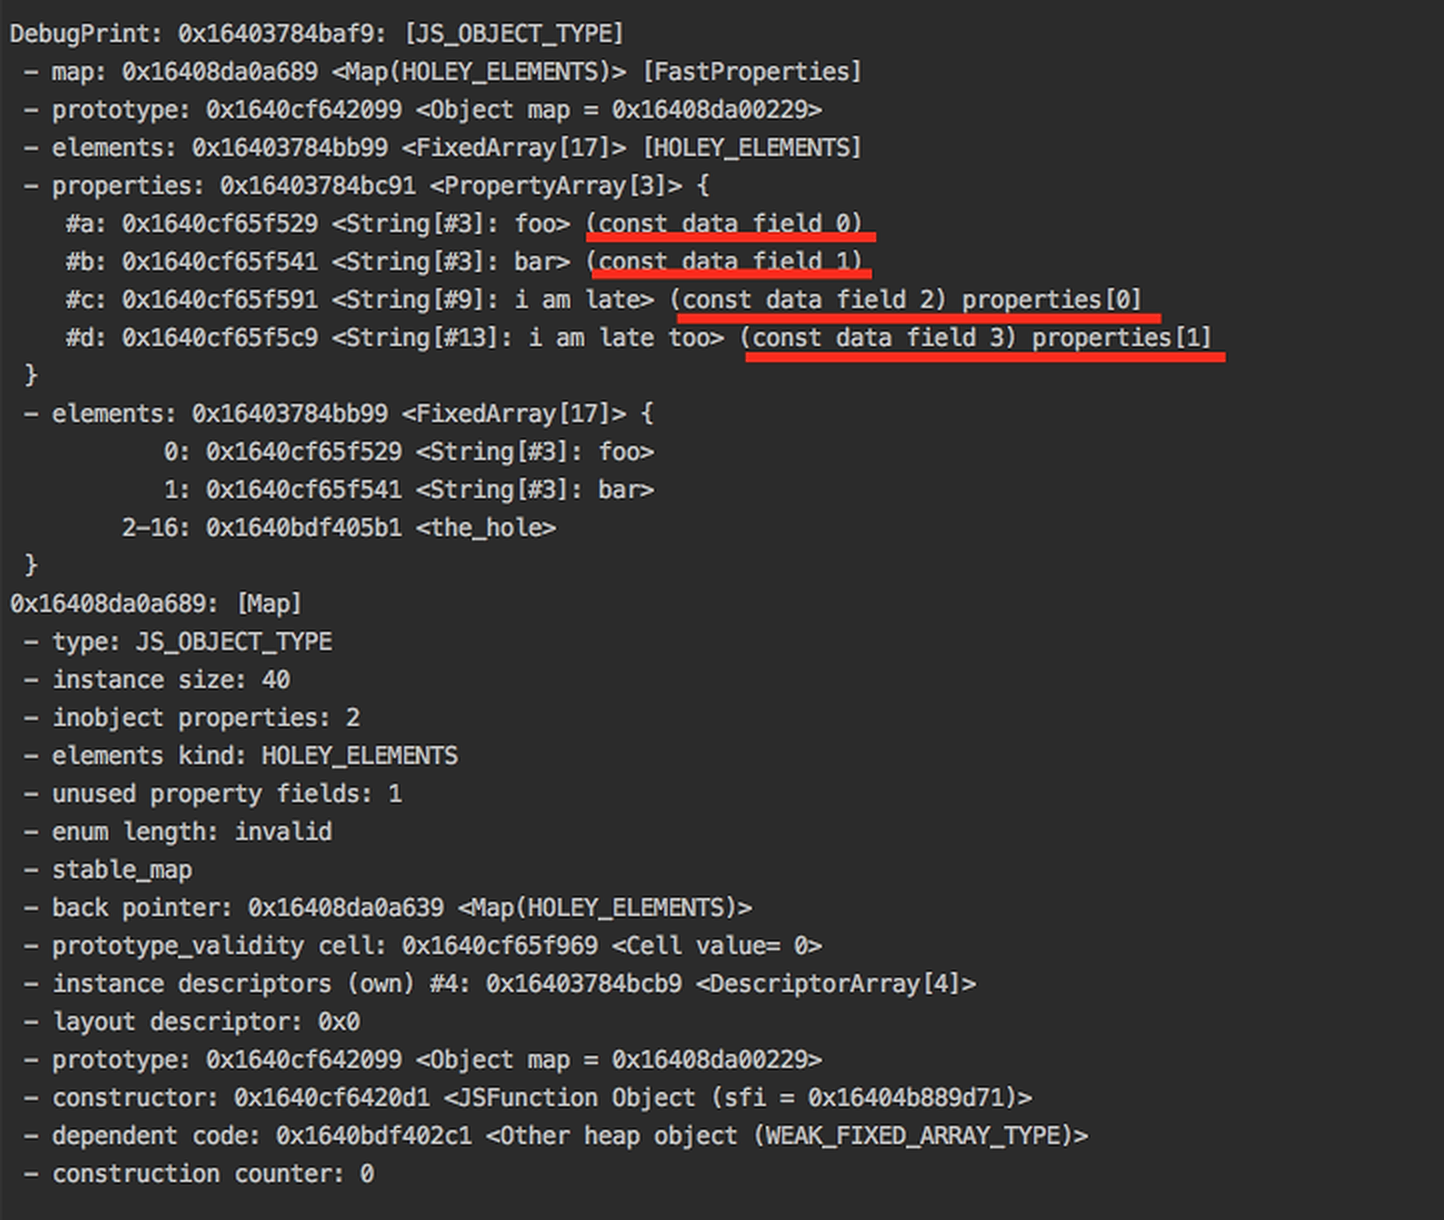 DebugPrint: 0x16403784baf9: [JS_OBJECT_TYPE]
- map: 0x16408da0a689 <Map(HOLEY_ELEMENTS)> [FastProperties]
- prototype: 0x1640cf642099 <Object map = 0x16408da00229>
- elements: 0x16403784bb99 <FixedArray[17]> [HOLEY_ELEMENTS]
- properties: 0x16403784bc91 <PropertyArray[3]> {
#a: 0x1640cf65f529 <String[#3]: foo> (const data field 0)
#b: 0x1640cf65f541 <String[#3]: bar> (const data field 1)
#c: 0x1640cf65f591 <String[#9]: i am late> (const data field 2) properties[0]
#d: 0x1640cf65f5c9 <String[#13]: i am late too> (const data field 3) properties[1]
}
- elements: 0x16403784bb99 <FixedArray[17]> {
0: 0x1640cf65f529 <String[#3]: foo>
1: 0x1640cf65f541 <String[#3]: bar>
2-16: 0x1640bdf405b1 <the_hole>
}
0x16408da0a689: [Map]
- type: JS_OBJECT_TYPE
- instance size: 40
- inobject properties: 2
- elements kind: HOLEY_ELEMENTS
- unused property fields: 1
- enum length: invalid
- stable_map
- back pointer: 0x16408da0a639 <Map(HOLEY_ELEMENTS)>
- prototype_validity cell: 0x1640cf65f969 <Cell value= 0>
- instance descriptors (own) #4: 0x16403784bcb9 <DescriptorArray[4]>
- layout descriptor: 0x0
- prototype: 0x1640cf642099 <Object map = 0x16408da00229>
- constructor: 0x1640cf6420d1 <JSFunction Object (sfi = 0x16404b889d71)>
- dependent code: 0x1640bdf402c1 <Other heap object (WEAK_FIXED_ARRAY_TYPE)>
- construction counter: 0